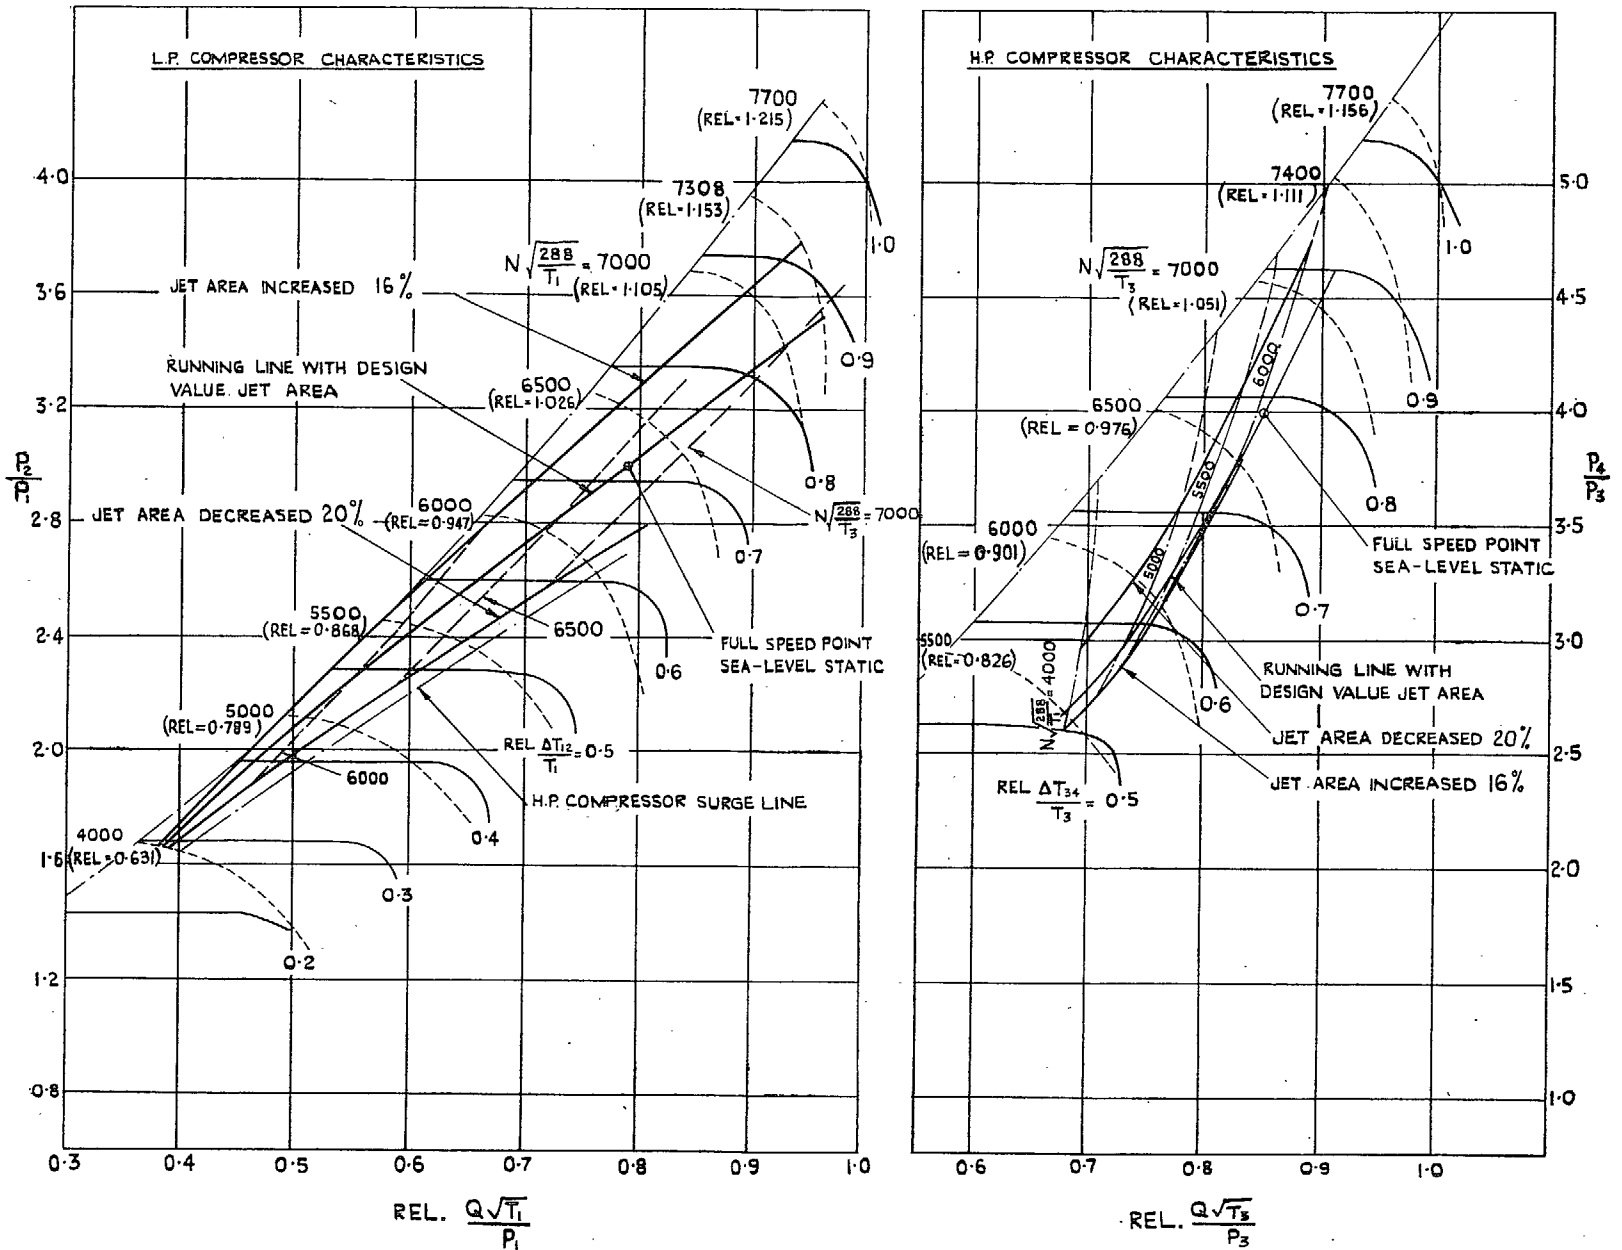 L.P. COMPRESSOR CHARACTERISTICS
7700
(REL=1·215)
7308
(REL=1·153)
N√288/T₁ = 7000
(REL=1·105)
JET AREA INCREASED 16%
RUNNING LINE WITH DESIGN
VALUE JET AREA
6500
(REL=1·026)
JET AREA DECREASED 20%
6000
(REL=0·947)
5500
(REL=0·868)
5000
(REL=0·789)
4000
(REL=0·631)
1.0
0·9
0·8
0·7
0·6
REL ΔT₁₂/T₁ = 0·5
0·4
0·3
0·2
N√288/T₃ = 7000
6500
6000
FULL SPEED POINT
SEA-LEVEL STATIC
H.P. COMPRESSOR SURGE LINE
P₂/P₁
4·0
3·6
3·2
2·8
2·4
2·0
1·6
1·2
0·8
0·3 0·4 0·5 0·6 0·7 0·8 0·9 1.0
REL. Q√T₁/P₁
H.P. COMPRESSOR CHARACTERISTICS
7700
(REL=1·156)
7400
(REL=1·111)
N√288/T₃ = 7000
(REL=1·051)
6500
(REL=0·976)
6000
(REL=0·901)
5500
(REL=0·826)
1.0
0·9
0·8
0·7
0·6
REL ΔT₃₄/T₃ = 0·5
6000
5500
5000
N√288/T₁ = 4000
FULL SPEED POINT
SEA-LEVEL STATIC
RUNNING LINE WITH
DESIGN VALUE JET AREA
JET AREA DECREASED 20%
JET AREA INCREASED 16%
P₄/P₃
5·0
4·5
4·0
3·5
3·0
2·5
2·0
1·5
1·0
0·6 0·7 0·8 0·9 1·0
REL. Q√T₃/P₃